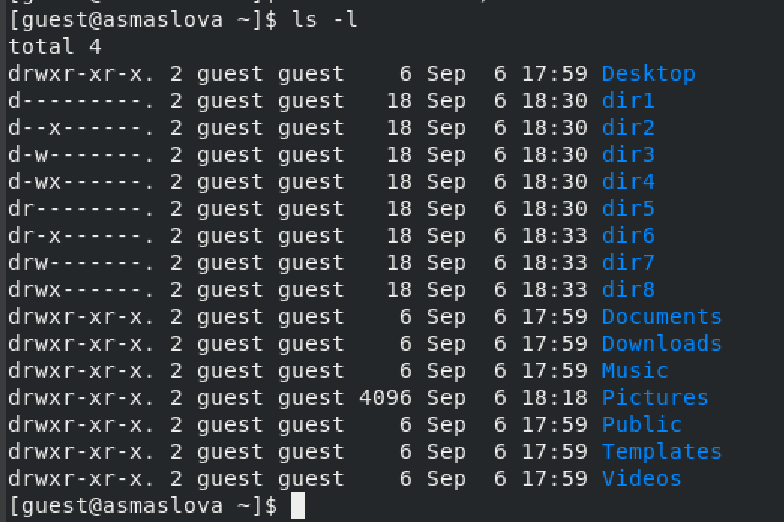 [guest@asmaslova ~]$ ls -l
total 4
drwxr-xr-x. 2 guest guest    6 Sep  6 17:59 Desktop
d---------. 2 guest guest   18 Sep  6 18:30 dir1
d--x------. 2 guest guest   18 Sep  6 18:30 dir2
d-w-------. 2 guest guest   18 Sep  6 18:30 dir3
d-wx------. 2 guest guest   18 Sep  6 18:30 dir4
dr--------. 2 guest guest   18 Sep  6 18:30 dir5
dr-x------. 2 guest guest   18 Sep  6 18:33 dir6
drw-------. 2 guest guest   18 Sep  6 18:33 dir7
drwx------. 2 guest guest   18 Sep  6 18:33 dir8
drwxr-xr-x. 2 guest guest    6 Sep  6 17:59 Documents
drwxr-xr-x. 2 guest guest    6 Sep  6 17:59 Downloads
drwxr-xr-x. 2 guest guest    6 Sep  6 17:59 Music
drwxr-xr-x. 2 guest guest 4096 Sep  6 18:18 Pictures
drwxr-xr-x. 2 guest guest    6 Sep  6 17:59 Public
drwxr-xr-x. 2 guest guest    6 Sep  6 17:59 Templates
drwxr-xr-x. 2 guest guest    6 Sep  6 17:59 Videos
[guest@asmaslova ~]$